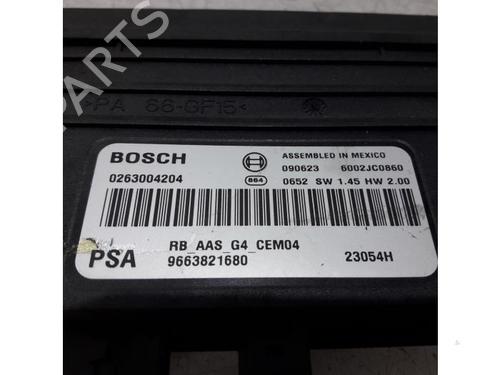 >PA 66-GF15<
BOSCH
0263004204
864
ASSEMBLED IN MEXICO
090623 6002JC0860
0652 SW 1.45 HW 2.00
PSA
RB_AAS_G4_CEM04
9663821680
23054H